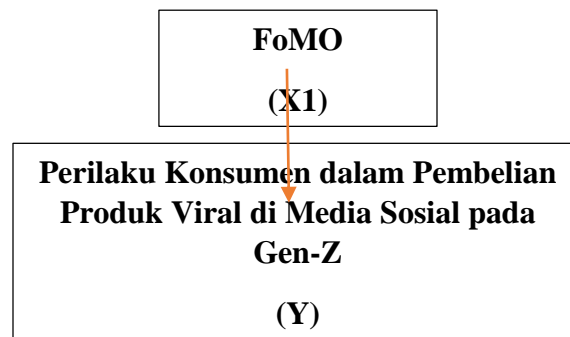 FoMO
(X1)
Perilaku Konsumen dalam Pembelian
Produk Viral di Media Sosial pada
Gen-Z
(Y)